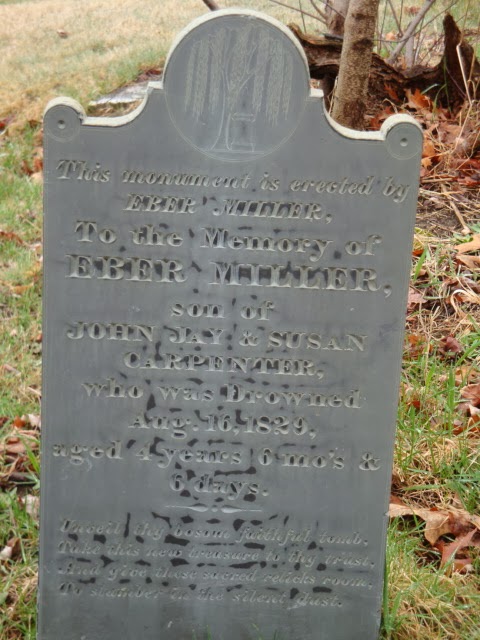 This monument is erected by
EBER MILLER,
To the Memory of
EBER MILLER,
son of
JOHN JAY & SUSAN
CARPENTER,
who was Drowned
Aug. 16, 1829,
aged 4 years 6 mo's &
6 days.
Unveil thy bosom, faithful tomb,
Take this new treasure to thy trust,
And give these sacred relicks room,
To slumber in the silent dust.